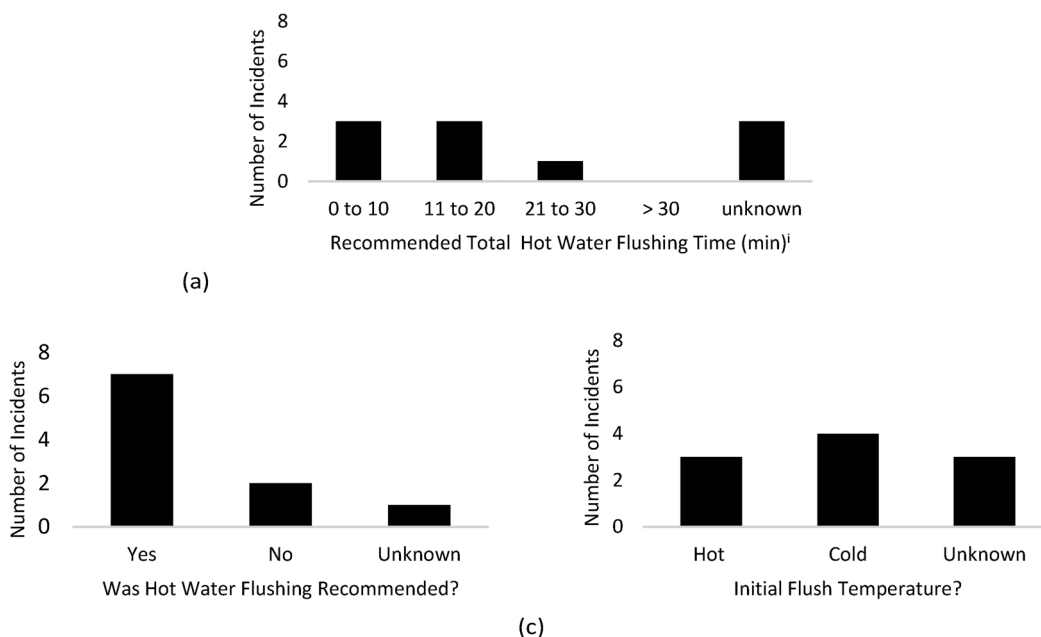 8
6
4
2
0
Number of Incidents
0 to 10 11 to 20 21 to 30 > 30 unknown
Recommended Total Hot Water Flushing Time (min)ⁱ
(a)
8
6
4
2
0
Number of Incidents
Yes No Unknown
Was Hot Water Flushing Recommended?
8
6
4
2
0
Number of Incidents
Hot Cold Unknown
Initial Flush Temperature?
(c)